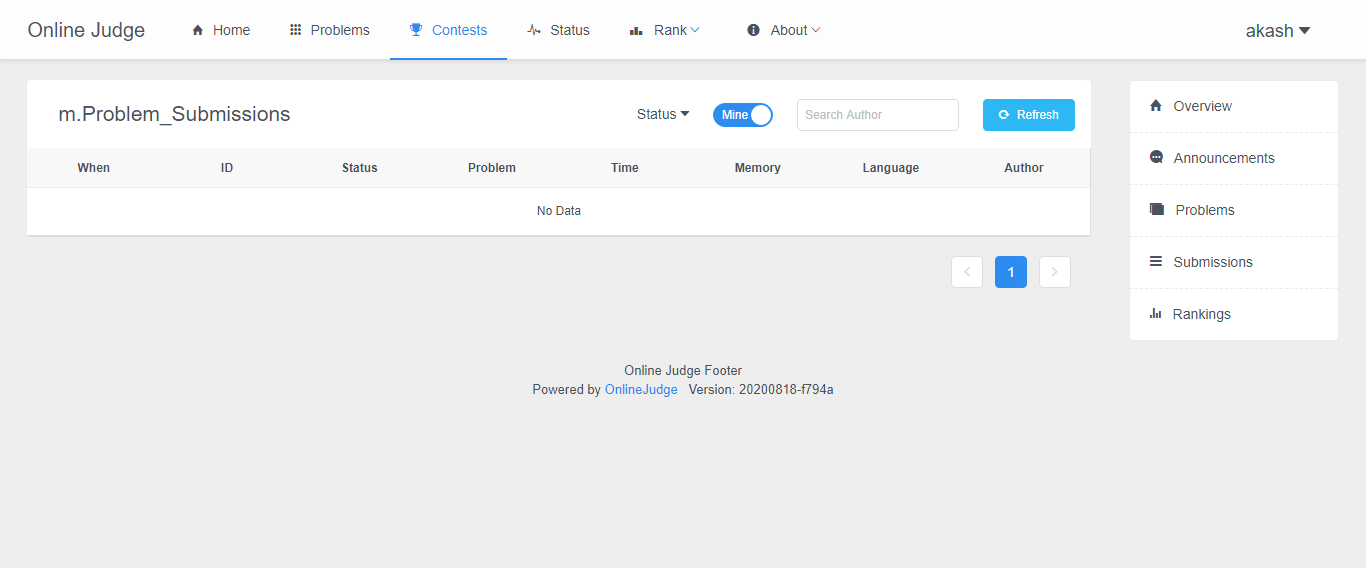 Online Judge Home Problems Contests Status Rank About akash
m.Problem_Submissions Status Mine Search Author Refresh
When ID Status Problem Time Memory Language Author
No Data
1
Overview
Announcements
Problems
Submissions
Rankings
Online Judge Footer
Powered by OnlineJudge Version: 20200818-f794a